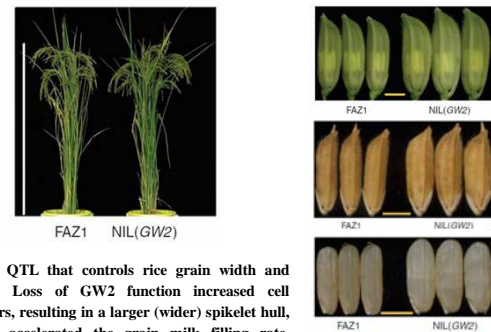 FAZ1 NIL(GW2)
FAZ1 NIL(GW2)
FAZ1 NIL(GW2)
FAZ1 NIL(GW2)
QTL that controls rice grain width and
Loss of GW2 function increased cell
rs, resulting in a larger (wider) spikelet hull,
accelerated the grain milk filling rate,